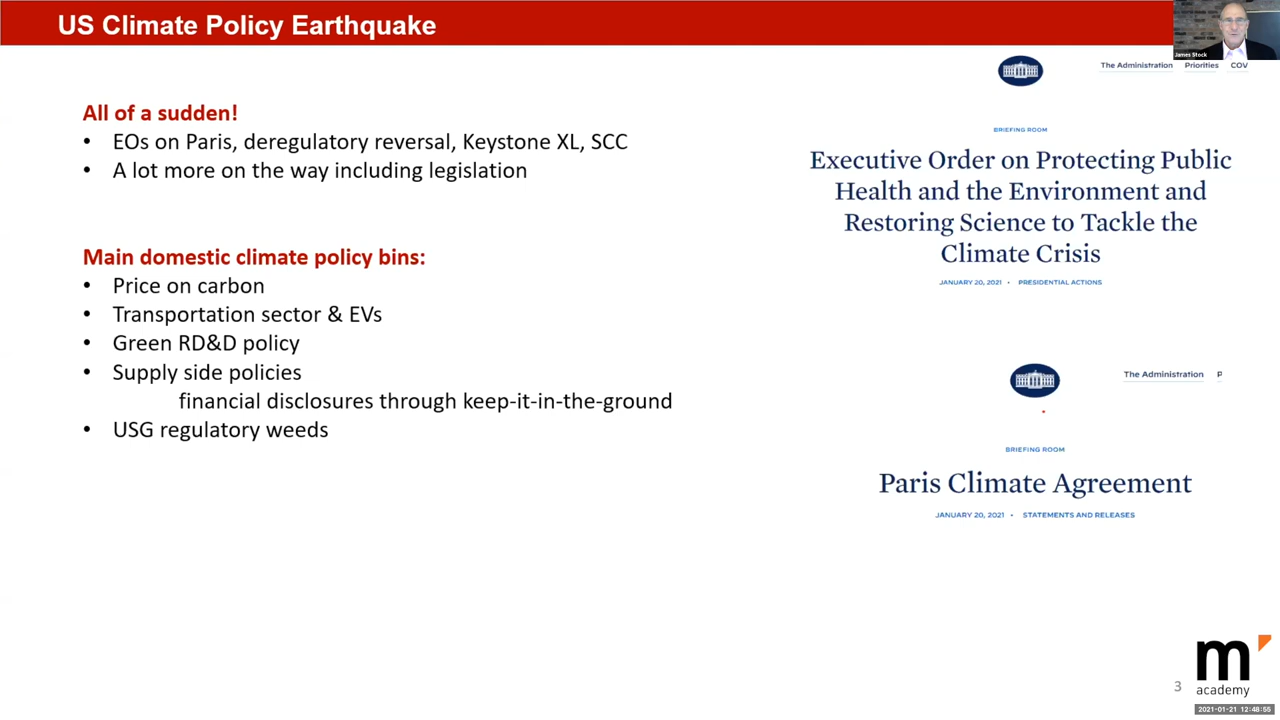 US Climate Policy Earthquake
James Stock
All of a sudden!
• EOs on Paris, deregulatory reversal, Keystone XL, SCC
• A lot more on the way including legislation
Main domestic climate policy bins:
• Price on carbon
• Transportation sector & EVs
• Green RD&D policy
• Supply side policies
financial disclosures through keep-it-in-the-ground
• USG regulatory weeds
The Administration Priorities COV
BRIEFING ROOM
Executive Order on Protecting Public
Health and the Environment and
Restoring Science to Tackle the
Climate Crisis
JANUARY 20, 2021 • PRESIDENTIAL ACTIONS
The Administration P
BRIEFING ROOM
Paris Climate Agreement
JANUARY 20, 2021 • STATEMENTS AND RELEASES
3
m'
academy
2021-01-21 12:48:55